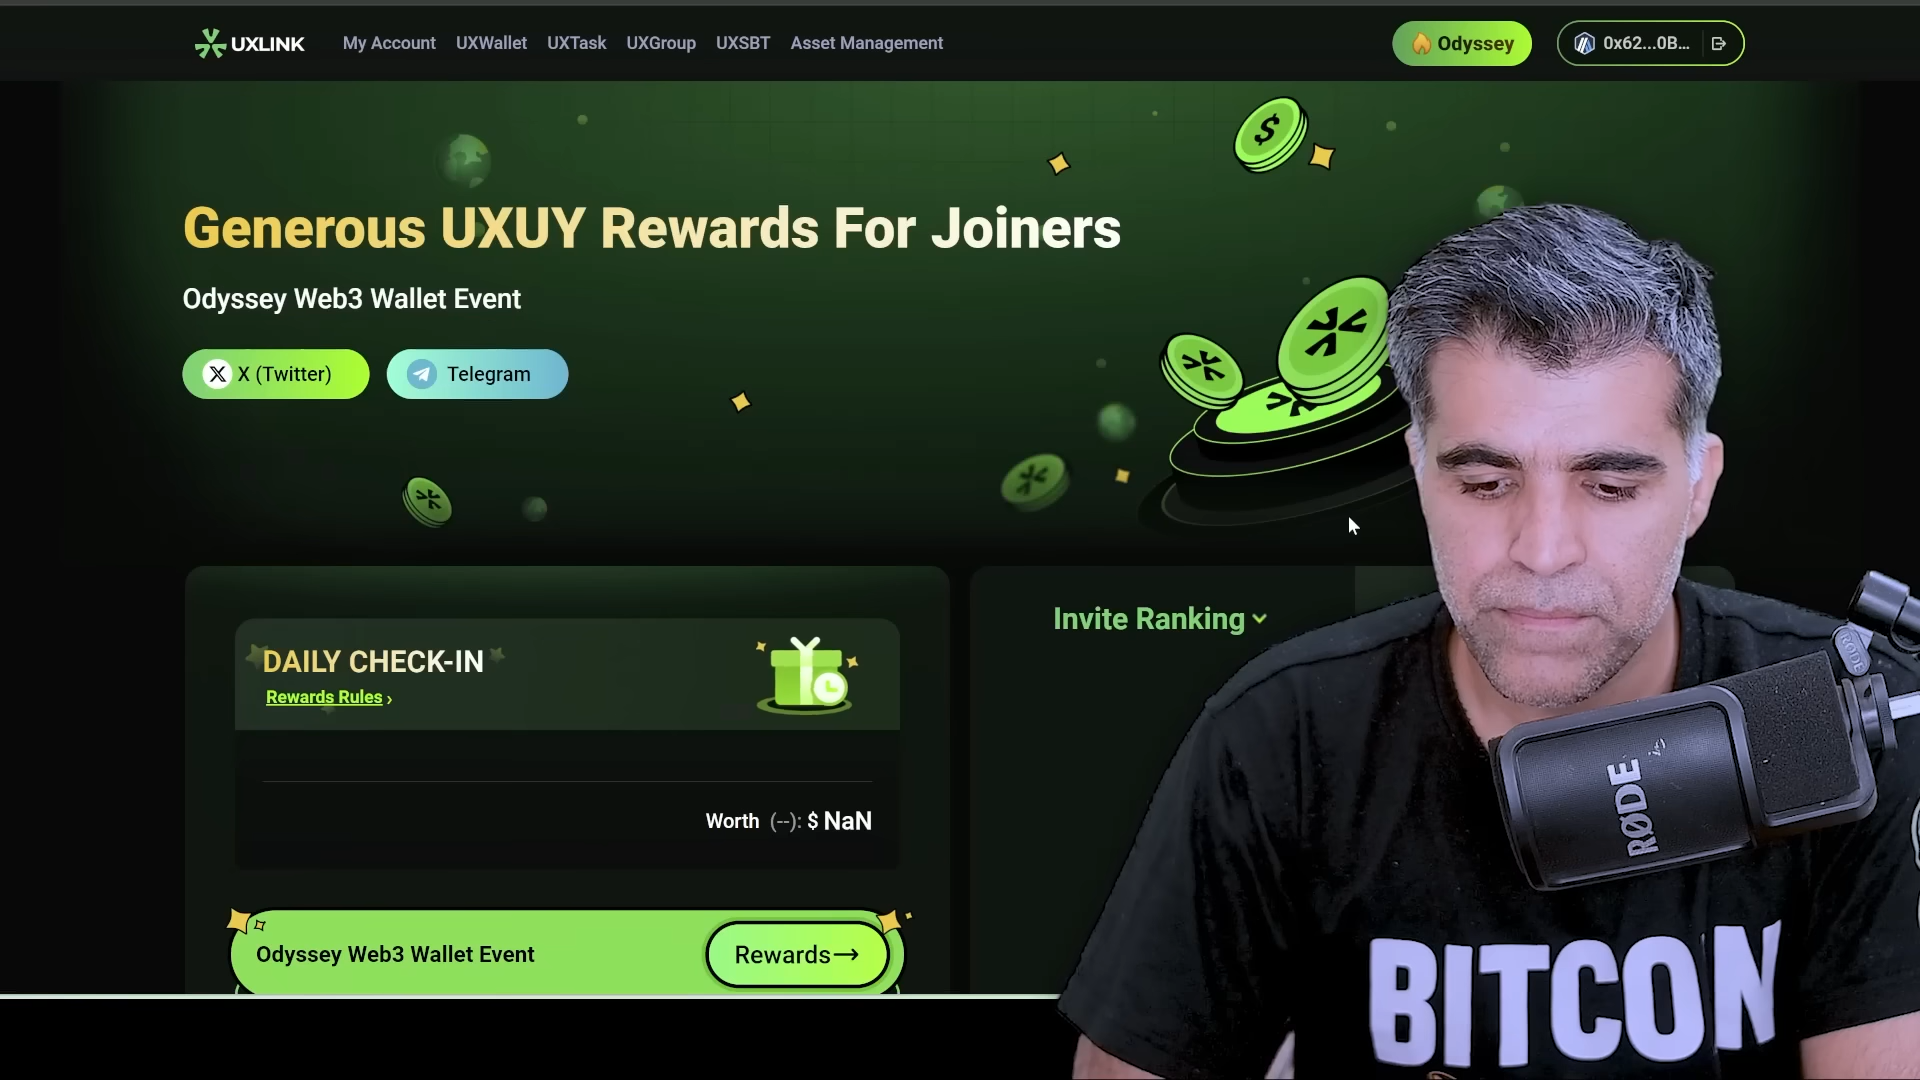 UXLINK
My Account UXWallet UXTask UXGroup UXSBT Asset Management
Odyssey
0x62...0B...
Generous UXUY Rewards For Joiners
Odyssey Web3 Wallet Event
X (Twitter)
Telegram
$
DAILY CHECK-IN
Rewards Rules ›
Worth (--): $ NaN
Odyssey Web3 Wallet Event
Rewards→
Invite Ranking
RØDE
RØDE
BITCON